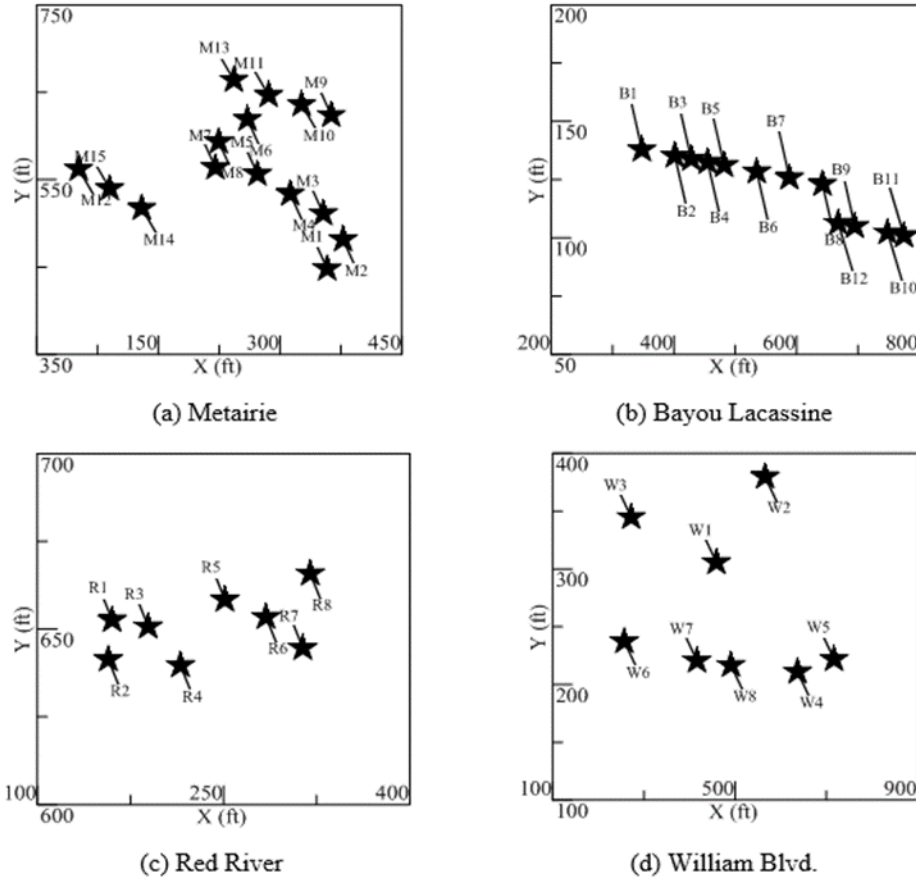 750
M13
M11
M9
M10
M7
M5
M6
M8
M15
M3
550
M12
M4
M14
M1
M2
Y (ft)
350
150
300
450
X (ft)
(a) Metairie
200
B1
B3
B5
150
B7
B9
B11
B2
B4
B6
100
B8
B12
B10
Y (ft)
200
50
400
600
800
X (ft)
(b) Bayou Lacassine
700
R1
R3
R5
R8
R7
650
R6
R2
R4
Y (ft)
100
600
250
400
X (ft)
(c) Red River
400
W3
W2
W1
300
W7
W5
W6
W8
W4
200
Y (ft)
100
100
500
900
X (ft)
(d) William Blvd.